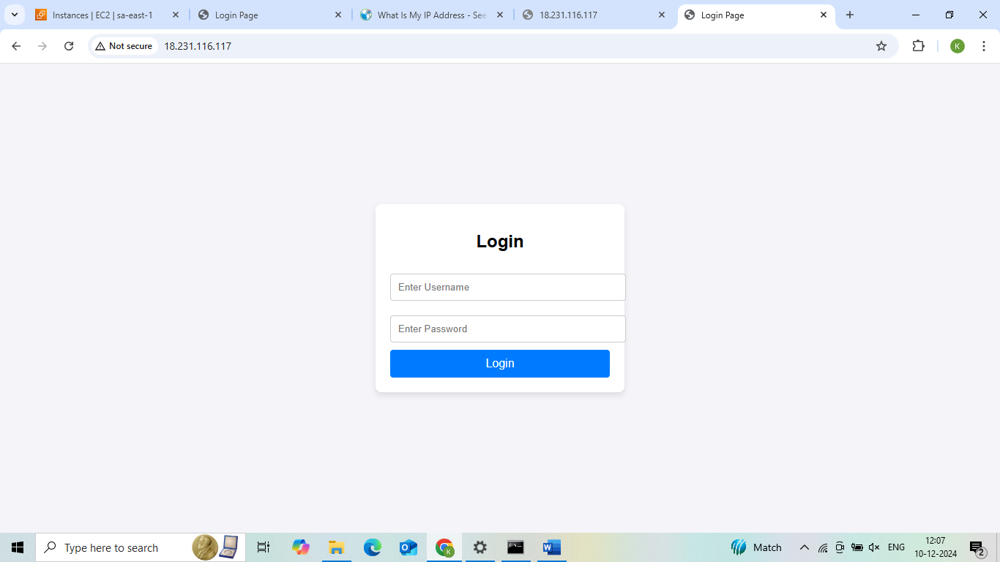 Instances | EC2 | sa-east-1
Login Page
What Is My IP Address - See
18.231.116.117
Login Page
Not secure
18.231.116.117
K
Login
Enter Username
Enter Password
Login
Type here to search
K
Match
ENG
12:07
10-12-2024
2